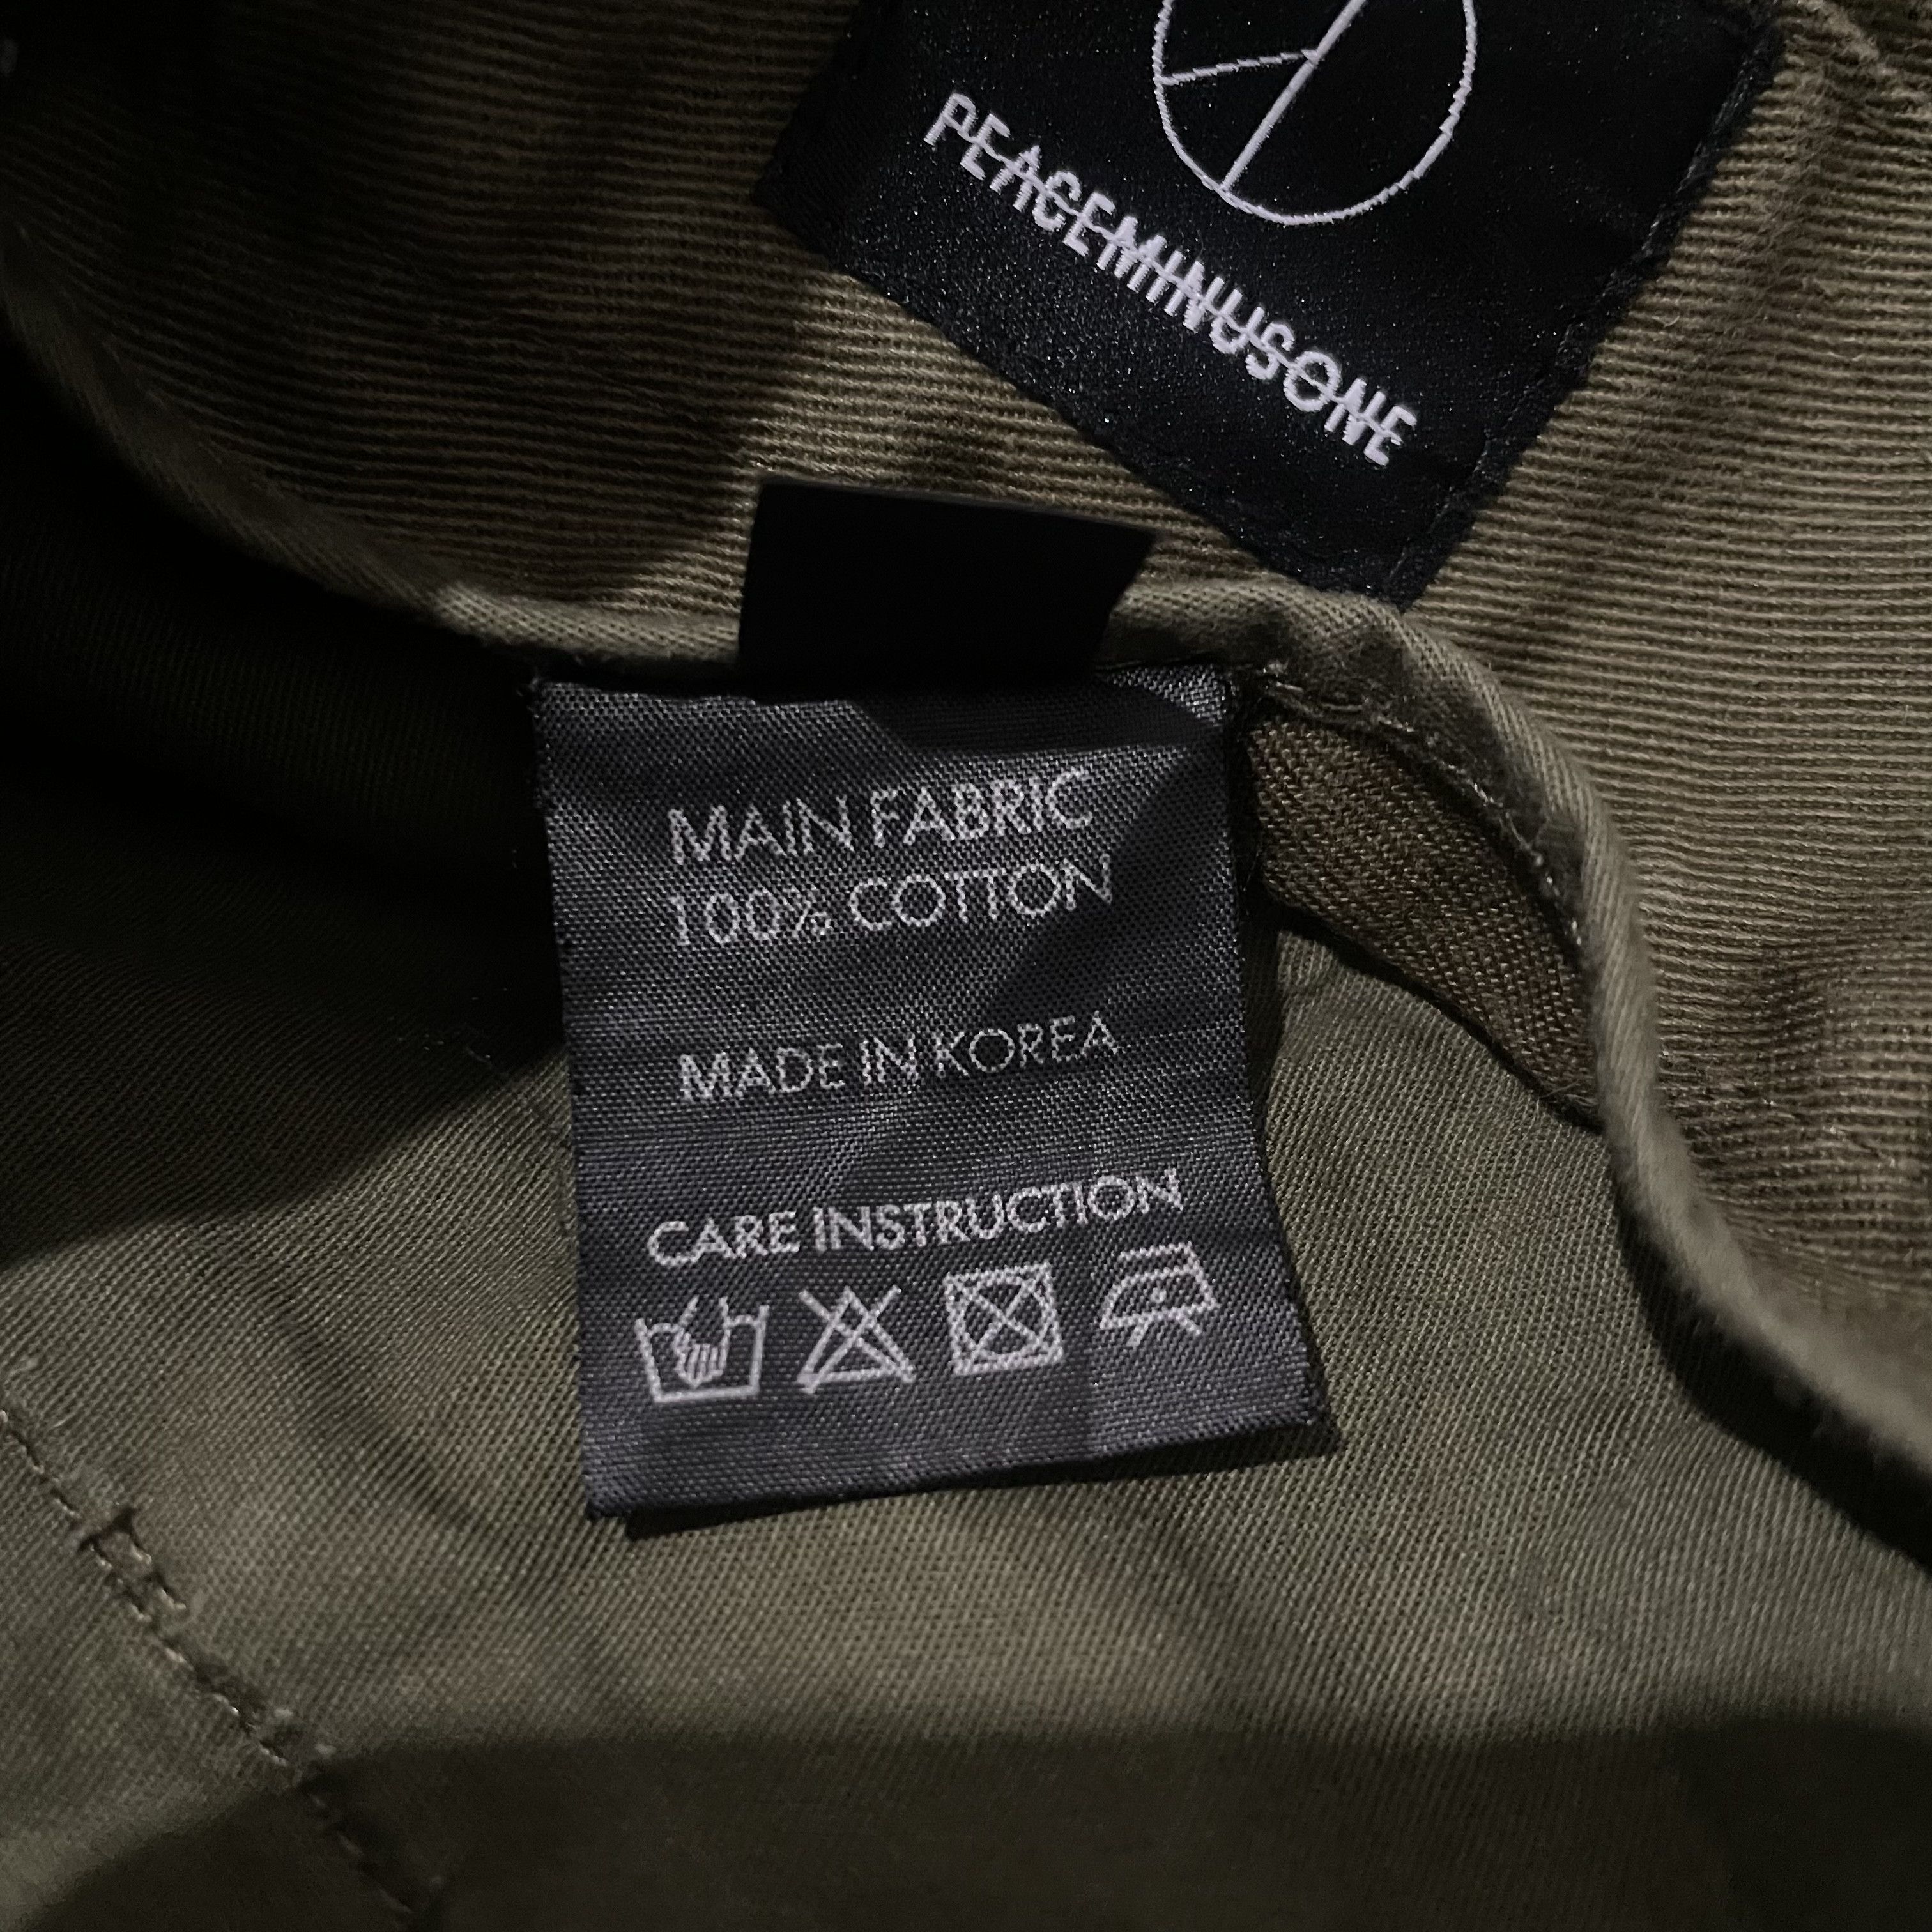 PEACEMINUSONE
MAIN FABRIC
100% COTTON
MADE IN KOREA
CARE INSTRUCTION